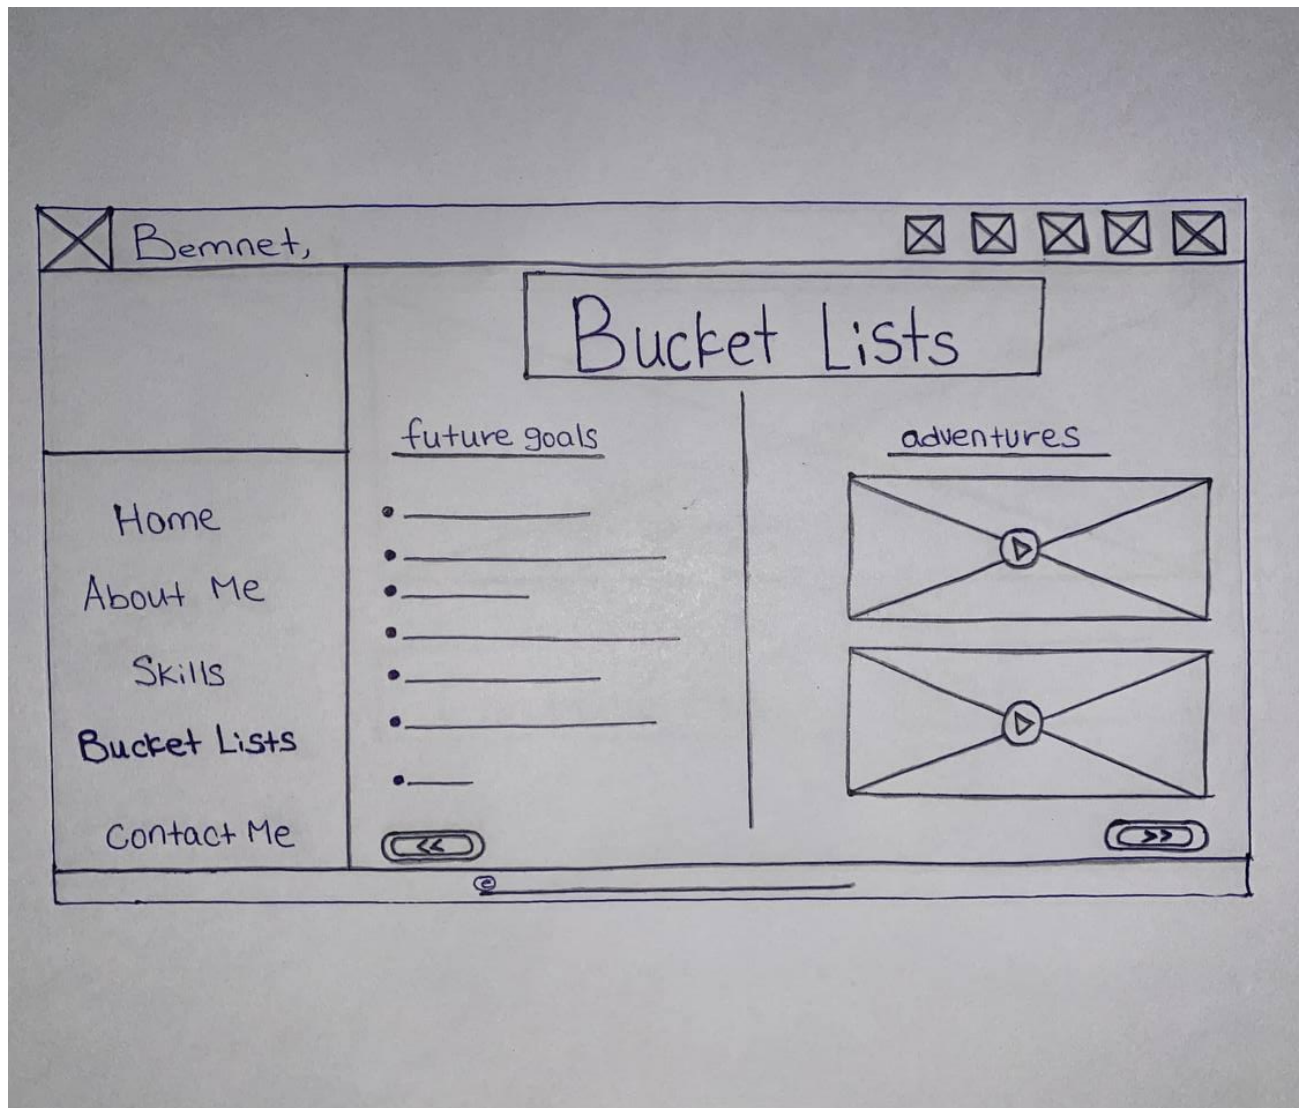 Bemnet,
Bucket Lists
future goals
adventures
Home
About Me
Skills
Bucket Lists
Contact Me
<<
>>
©